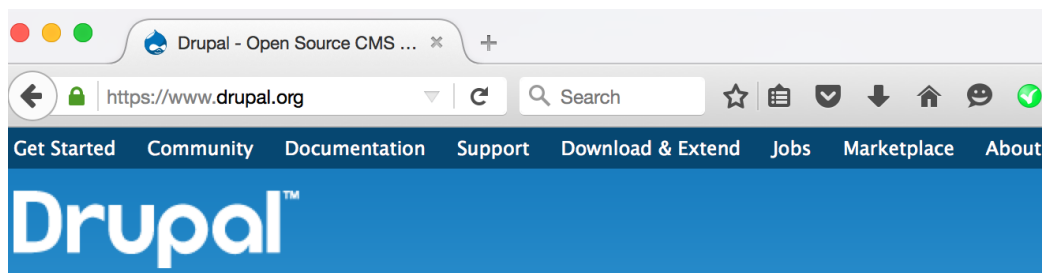 Drupal - Open Source CMS ...
https://www.drupal.org
Search
Get Started Community Documentation Support Download & Extend Jobs Marketplace About
Drupal™